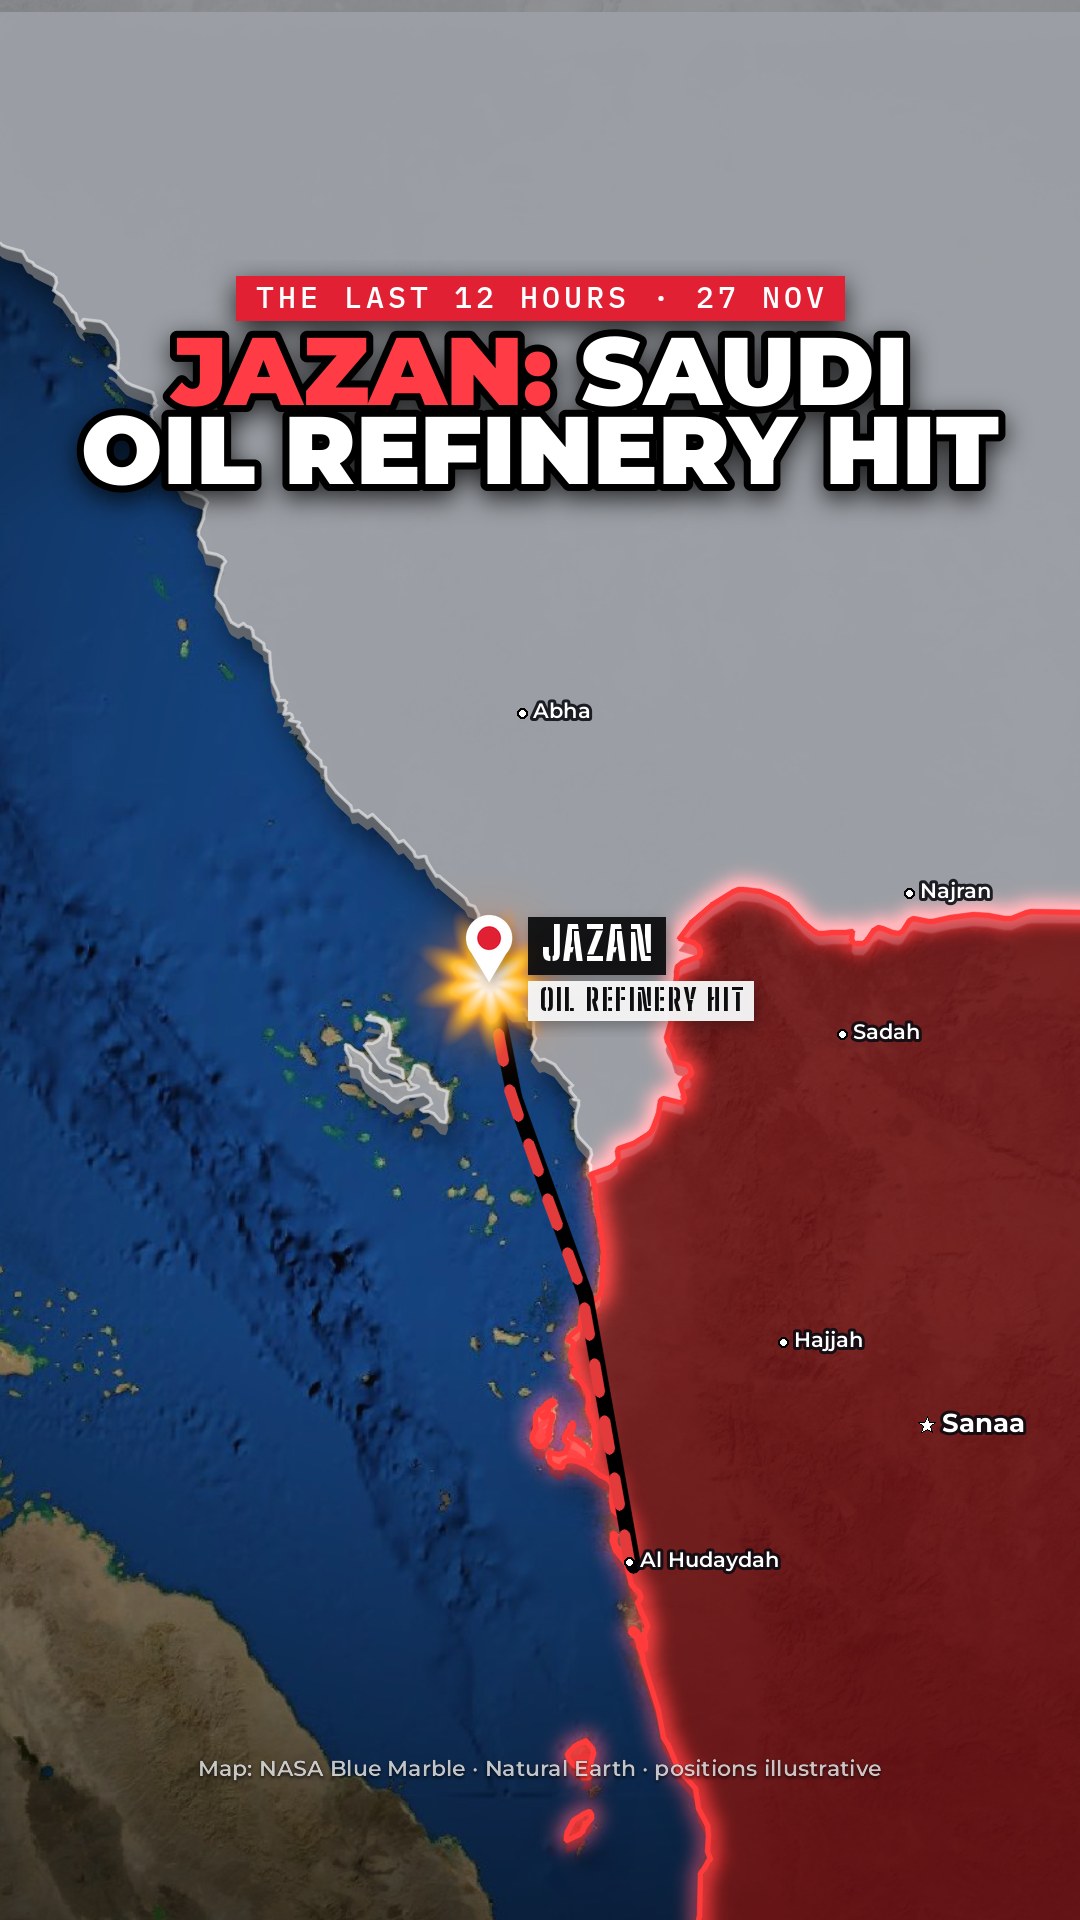 THE LAST 12 HOURS · 27 NOV
JAZAN: SAUDI
OIL REFINERY HIT
Abha
Najran
JAZAN
OIL REFINERY HIT
Sadah
Hajjah
Sanaa
Al Hudaydah
Map: NASA Blue Marble · Natural Earth · positions illustrative